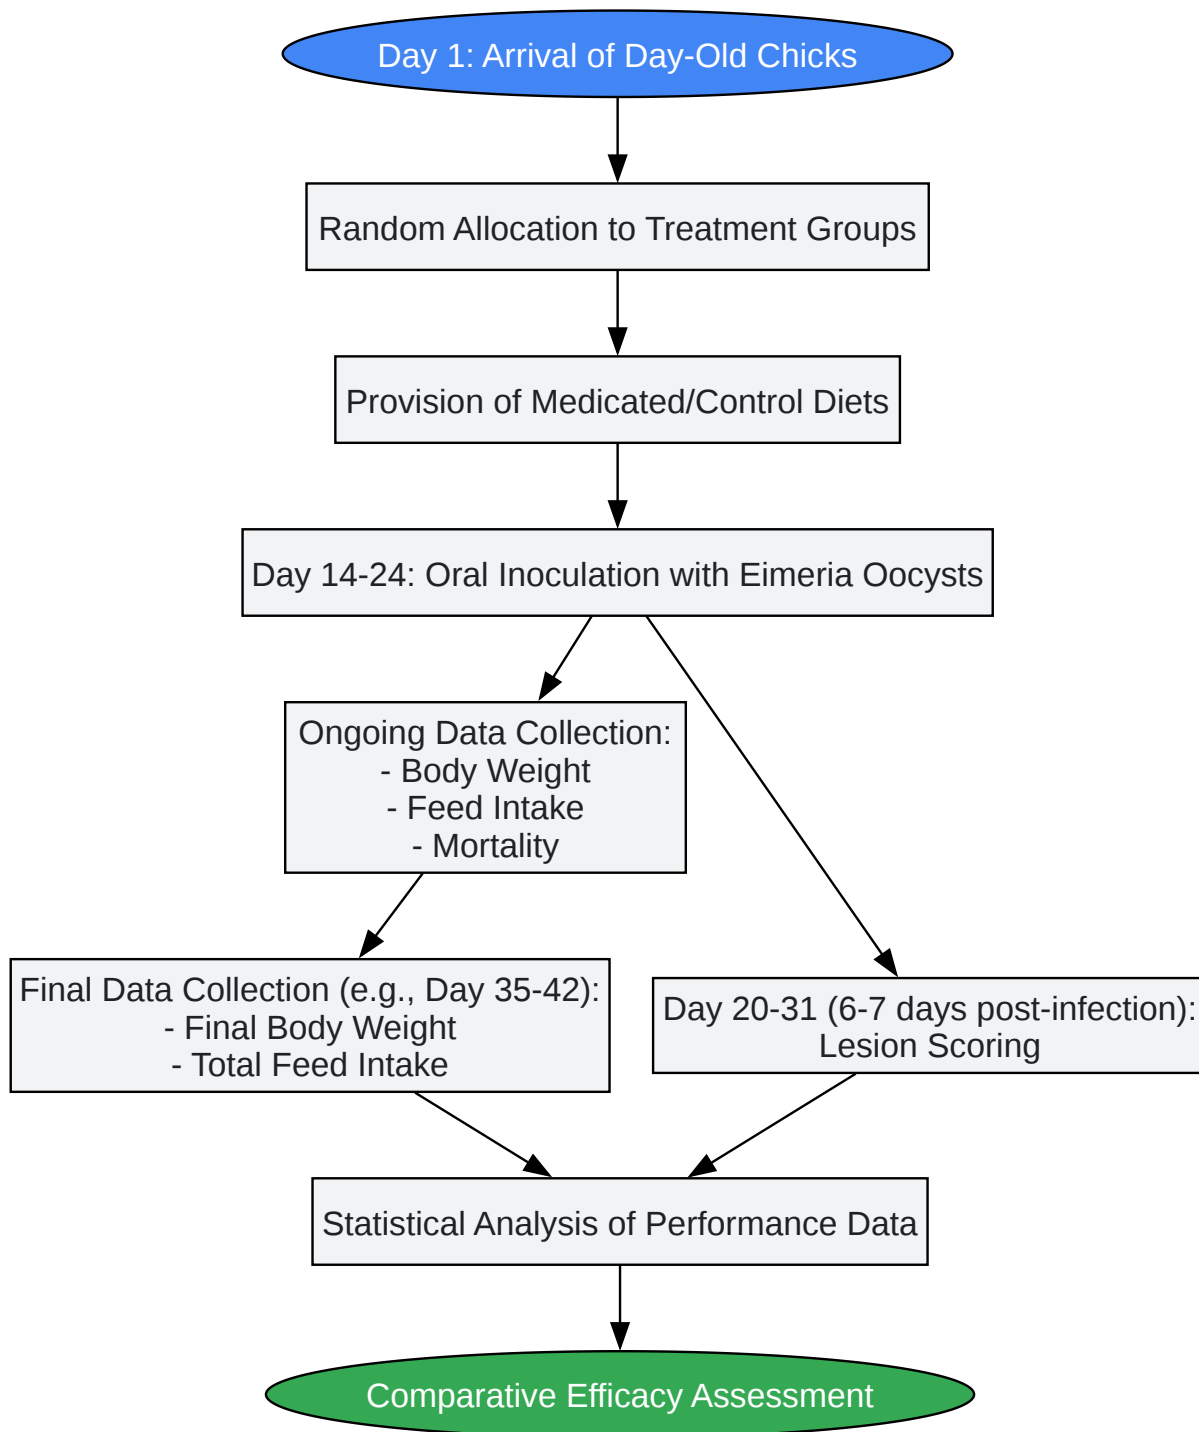 Day 1: Arrival of Day-Old Chicks
Random Allocation to Treatment Groups
Provision of Medicated/Control Diets
Day 14-24: Oral Inoculation with Eimeria Oocysts
Ongoing Data Collection:
- Body Weight
- Feed Intake
- Mortality
Final Data Collection (e.g., Day 35-42):
- Final Body Weight
- Total Feed Intake
Day 20-31 (6-7 days post-infection):
Lesion Scoring
Statistical Analysis of Performance Data
Comparative Efficacy Assessment